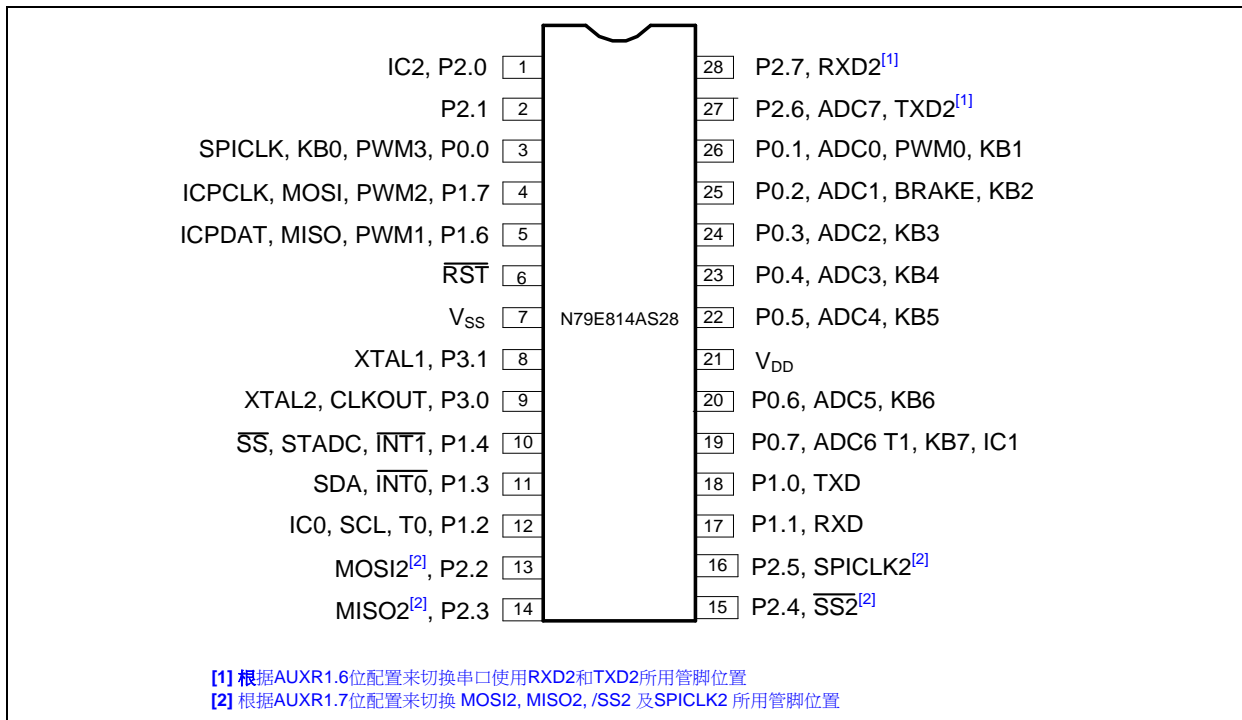 IC2, P2.0 1
P2.1 2
SPICLK, KB0, PWM3, P0.0 3
ICPCLK, MOSI, PWM2, P1.7 4
ICPDAT, MISO, PWM1, P1.6 5
R̅S̅T̅ 6
VSS 7
XTAL1, P3.1 8
XTAL2, CLKOUT, P3.0 9
S̅S̅, STADC, I̅N̅T̅1̅, P1.4 10
SDA, I̅N̅T̅0̅, P1.3 11
IC0, SCL, T0, P1.2 12
MOSI2[2], P2.2 13
MISO2[2], P2.3 14
N79E814AS28
28 P2.7, RXD2[1]
27 P2.6, ADC7, TXD2[1]
26 P0.1, ADC0, PWM0, KB1
25 P0.2, ADC1, BRAKE, KB2
24 P0.3, ADC2, KB3
23 P0.4, ADC3, KB4
22 P0.5, ADC4, KB5
21 VDD
20 P0.6, ADC5, KB6
19 P0.7, ADC6 T1, KB7, IC1
18 P1.0, TXD
17 P1.1, RXD
16 P2.5, SPICLK2[2]
15 P2.4, S̅S̅2̅[2]
[1] 根据AUXR1.6位配置来切换串口使用RXD2和TXD2所用管脚位置
[2] 根据AUXR1.7位配置来切换 MOSI2, MISO2, /SS2 及SPICLK2 所用管脚位置